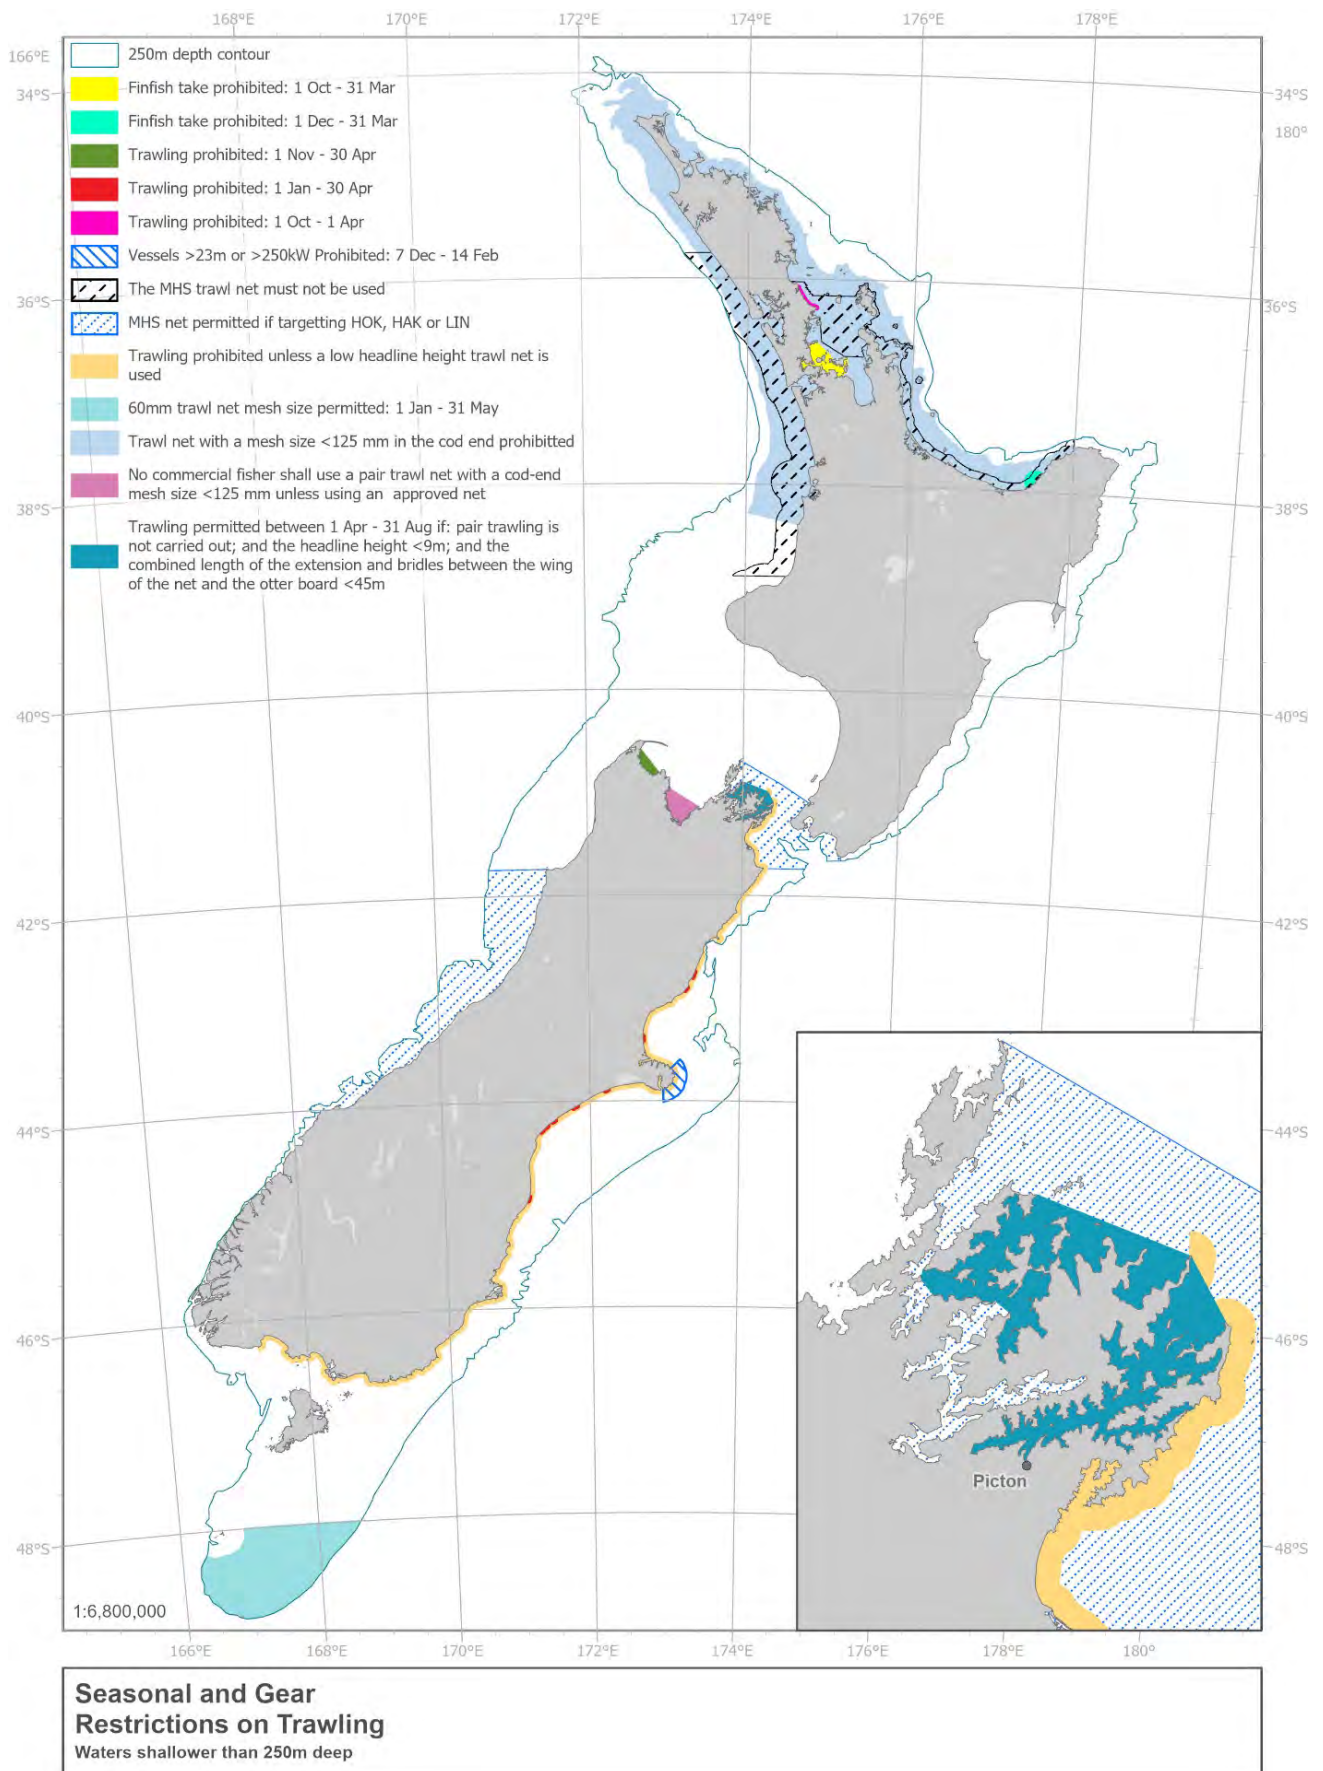 168°E 170°E 172°E 174°E 176°E 178°E
166°E
34°S
34°S
180°
250m depth contour
Finfish take prohibited: 1 Oct - 31 Mar
Finfish take prohibited: 1 Dec - 31 Mar
Trawling prohibited: 1 Nov - 30 Apr
Trawling prohibited: 1 Jan - 30 Apr
Trawling prohibited: 1 Oct - 1 Apr
Vessels >23m or >250kW Prohibited: 7 Dec - 14 Feb
The MHS trawl net must not be used
MHS net permitted if targetting HOK, HAK or LIN
Trawling prohibited unless a low headline height trawl net is
used
60mm trawl net mesh size permitted: 1 Jan - 31 May
Trawl net with a mesh size <125 mm in the cod end prohibitted
No commercial fisher shall use a pair trawl net with a cod-end
mesh size <125 mm unless using an approved net
Trawling permitted between 1 Apr - 31 Aug if: pair trawling is
not carried out; and the headline height <9m; and the
combined length of the extension and bridles between the wing
of the net and the otter board <45m
36°S
36°S
38°S
38°S
40°S
40°S
42°S
42°S
44°S
44°S
46°S
46°S
Picton
48°S
48°S
1:6,800,000
166°E 168°E 170°E 172°E 174°E 176°E 178°E 180°
Seasonal and Gear
Restrictions on Trawling
Waters shallower than 250m deep